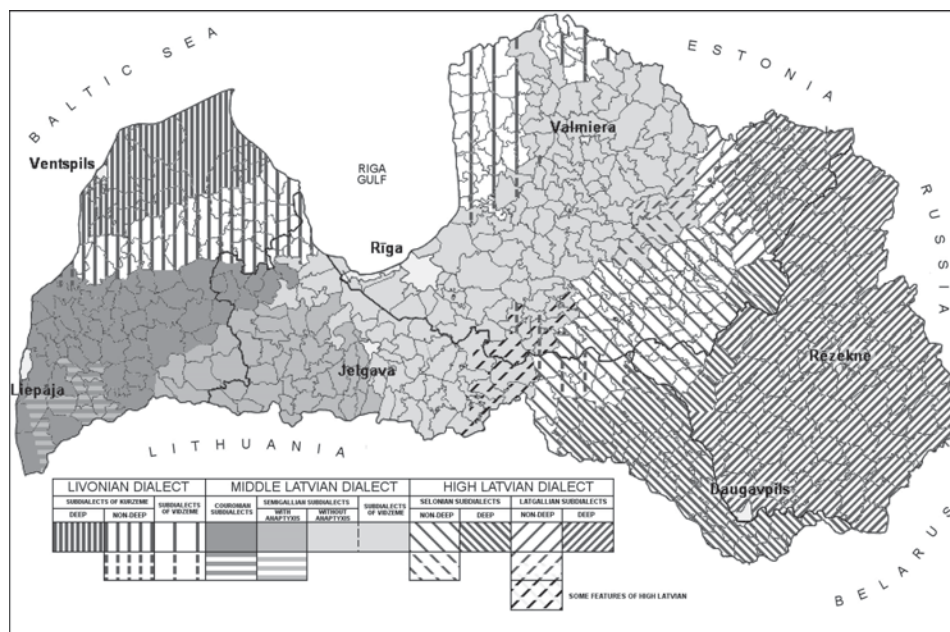 BALTIC SEA
ESTONIA
Valmiera
Ventspils
RIGA
GULF
Rīga
RUSSIA
Rēzekne
Liepāja
Jelgava
LITHUANIA
Daugavpils
BELARUS
LIVONIAN DIALECT
MIDDLE LATVIAN DIALECT
HIGH LATVIAN DIALECT
SUBDIALECTS OF KURZEME
SUBDIALECTS OF VIDZEME
COURONIAN SUBDIALECTS
SEMIGALLIAN SUBDIALECTS
SUBDIALECTS OF VIDZEME
SELONIAN SUBDIALECTS
LATGALLIAN SUBDIALECTS
DEEP
NON-DEEP
WITH ANAPTYXIS
WITHOUT ANAPTYXIS
NON-DEEP
DEEP
NON-DEEP
DEEP
SOME FEATURES OF HIGH LATVIAN